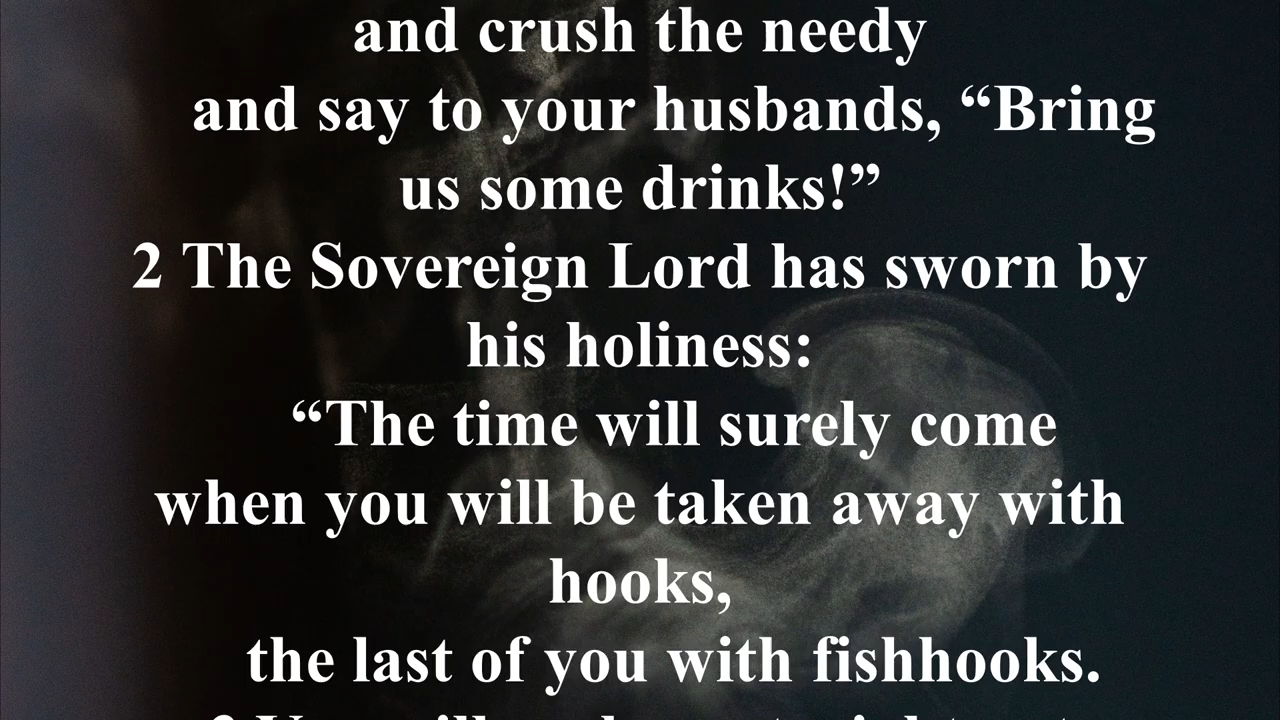 and crush the needy
and say to your husbands, “Bring
us some drinks!”
2 The Sovereign Lord has sworn by
his holiness:
“The time will surely come
when you will be taken away with
hooks,
the last of you with fishhooks.